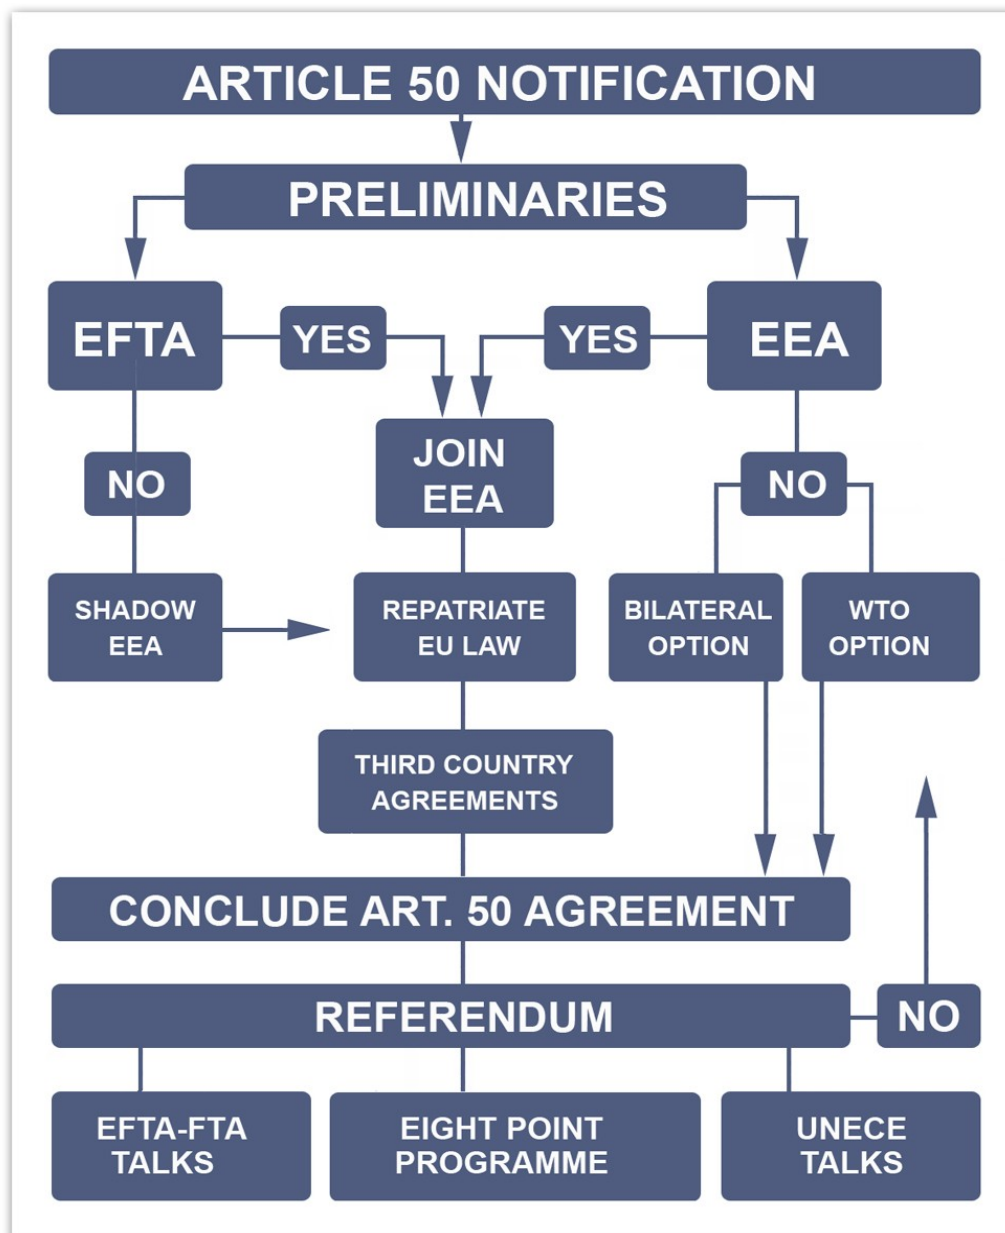 ARTICLE 50 NOTIFICATION
PRELIMINARIES
EFTA
YES
YES
EEA
JOIN
EEA
NO
NO
SHADOW
EEA
REPATRIATE
EU LAW
BILATERAL
OPTION
WTO
OPTION
THIRD COUNTRY
AGREEMENTS
CONCLUDE ART. 50 AGREEMENT
REFERENDUM
NO
EFTA-FTA
TALKS
EIGHT POINT
PROGRAMME
UNECE
TALKS